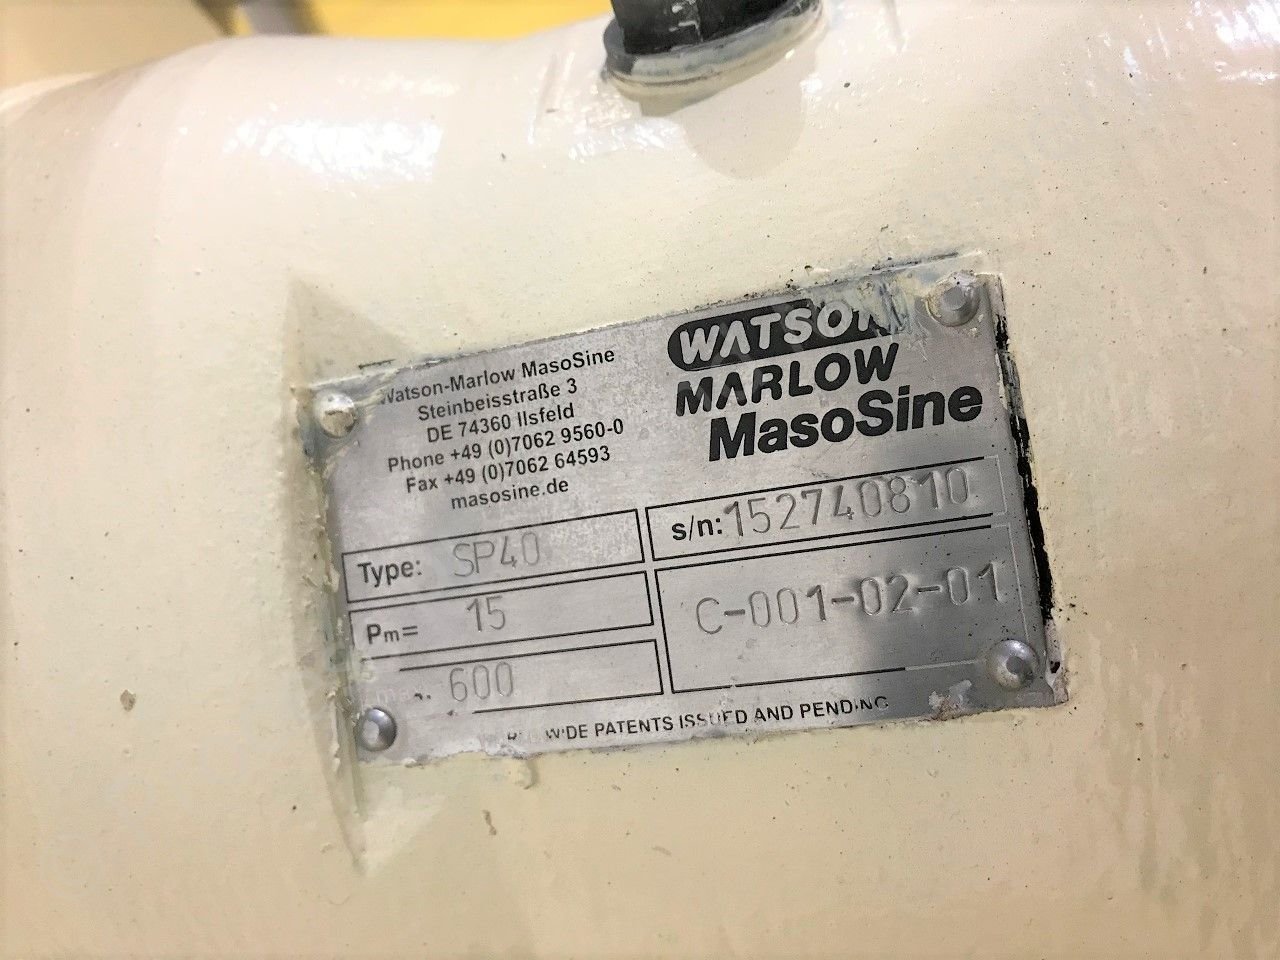 Watson-Marlow MasoSine
Steinbeisstraße 3
DE 74360 Ilsfeld
Phone +49 (0)7062 9560-0
Fax +49 (0)7062 64593
masosine.de
WATSON
MARLOW
MasoSine
Type: SP40
s/n: 152740810
Pm= 15
C-001-02-01
600
PATENTS ISSUED AND PENDING